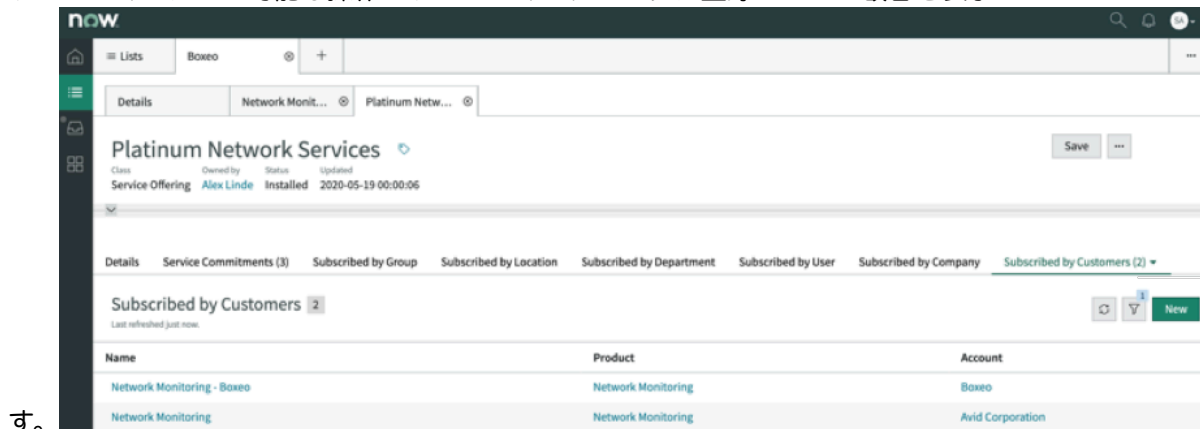 now.
SA
Lists
Boxeo
Details
Network Monit...
Platinum Netw...
Platinum Network Services
Save
Class Owned by Status Updated
Service Offering Alex Linde Installed 2020-05-19 00:00:06
Details Service Commitments (3) Subscribed by Group Subscribed by Location Subscribed by Department Subscribed by User Subscribed by Company Subscribed by Customers (2)
Subscribed by Customers 2
1
New
Last refreshed just now.
Name Product Account
Network Monitoring - Boxeo Network Monitoring Boxeo
Network Monitoring Network Monitoring Avid Corporation
す。